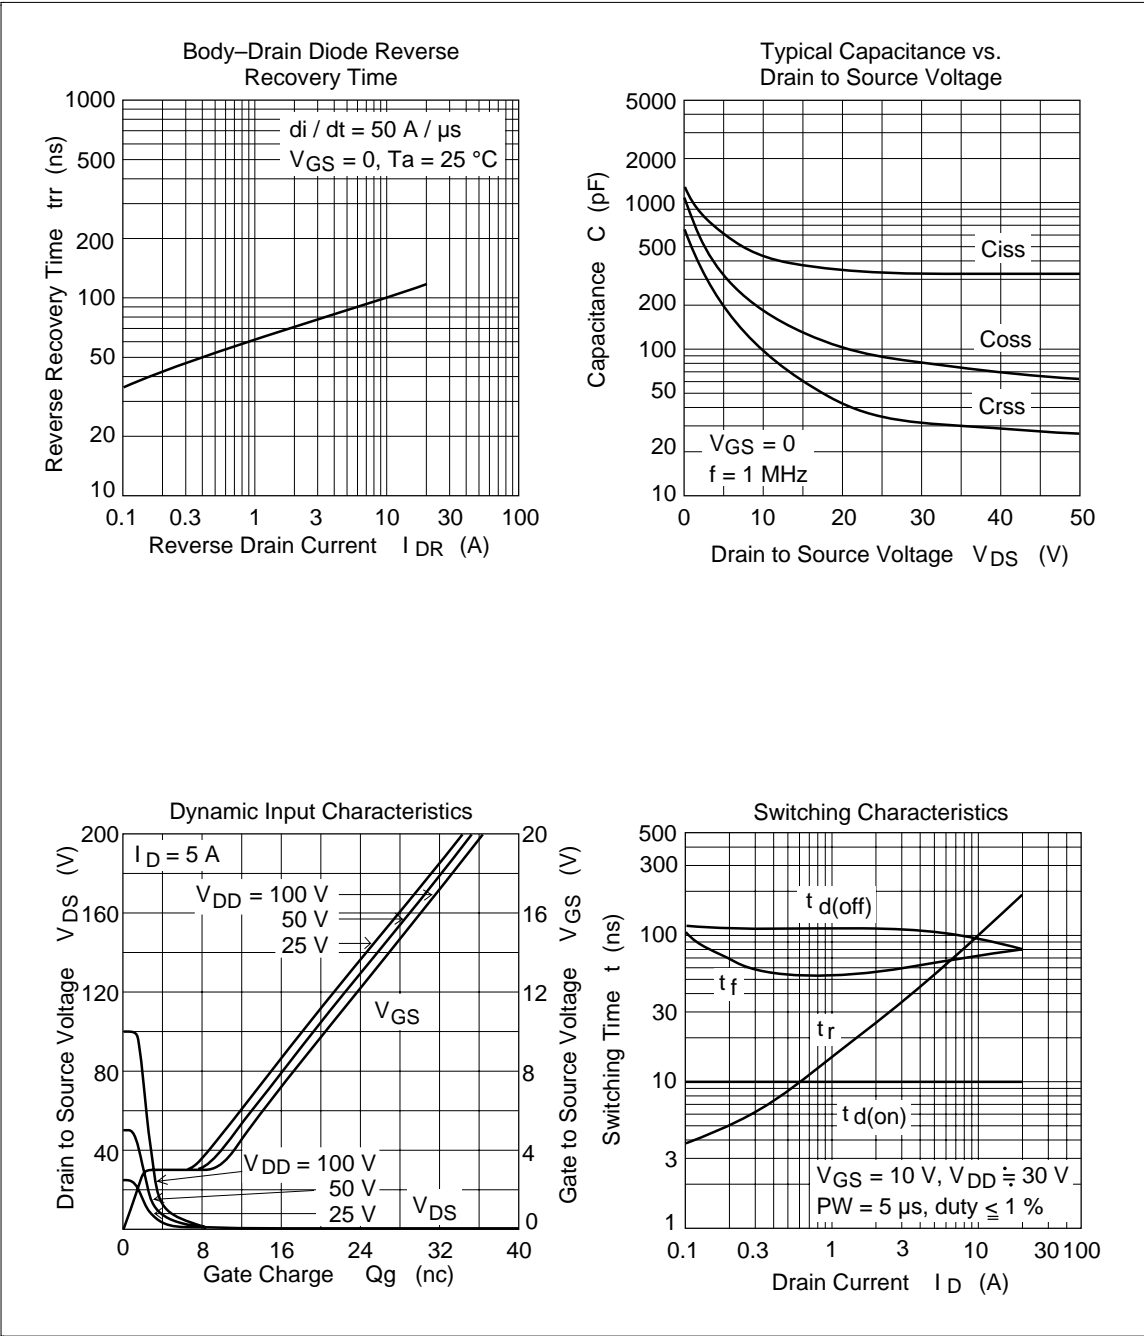 Body–Drain Diode Reverse
Recovery Time
1000
500
200
100
50
20
10
Reverse Recovery Time trr (ns)
di / dt = 50 A / µs
VGS = 0, Ta = 25 °C
0.1 0.3 1 3 10 30 100
Reverse Drain Current I DR (A)
Typical Capacitance vs.
Drain to Source Voltage
5000
2000
1000
500
200
100
50
20
10
Capacitance C (pF)
Ciss
Coss
Crss
VGS = 0
f = 1 MHz
0 10 20 30 40 50
Drain to Source Voltage VDS (V)
Dynamic Input Characteristics
200
160
120
80
40
Drain to Source Voltage VDS (V)
I D = 5 A
VDD = 100 V
50 V
25 V
VGS
VDD = 100 V
50 V
25 V
VDS
20
16
12
8
4
0
Gate to Source Voltage VGS (V)
0 8 16 24 32 40
Gate Charge Qg (nc)
Switching Characteristics
500
300
100
30
10
3
1
Switching Time t (ns)
t d(off)
t f
t r
t d(on)
VGS = 10 V, VDD ≒ 30 V
PW = 5 µs, duty ≦ 1 %
0.1 0.3 1 3 10 30 100
Drain Current I D (A)